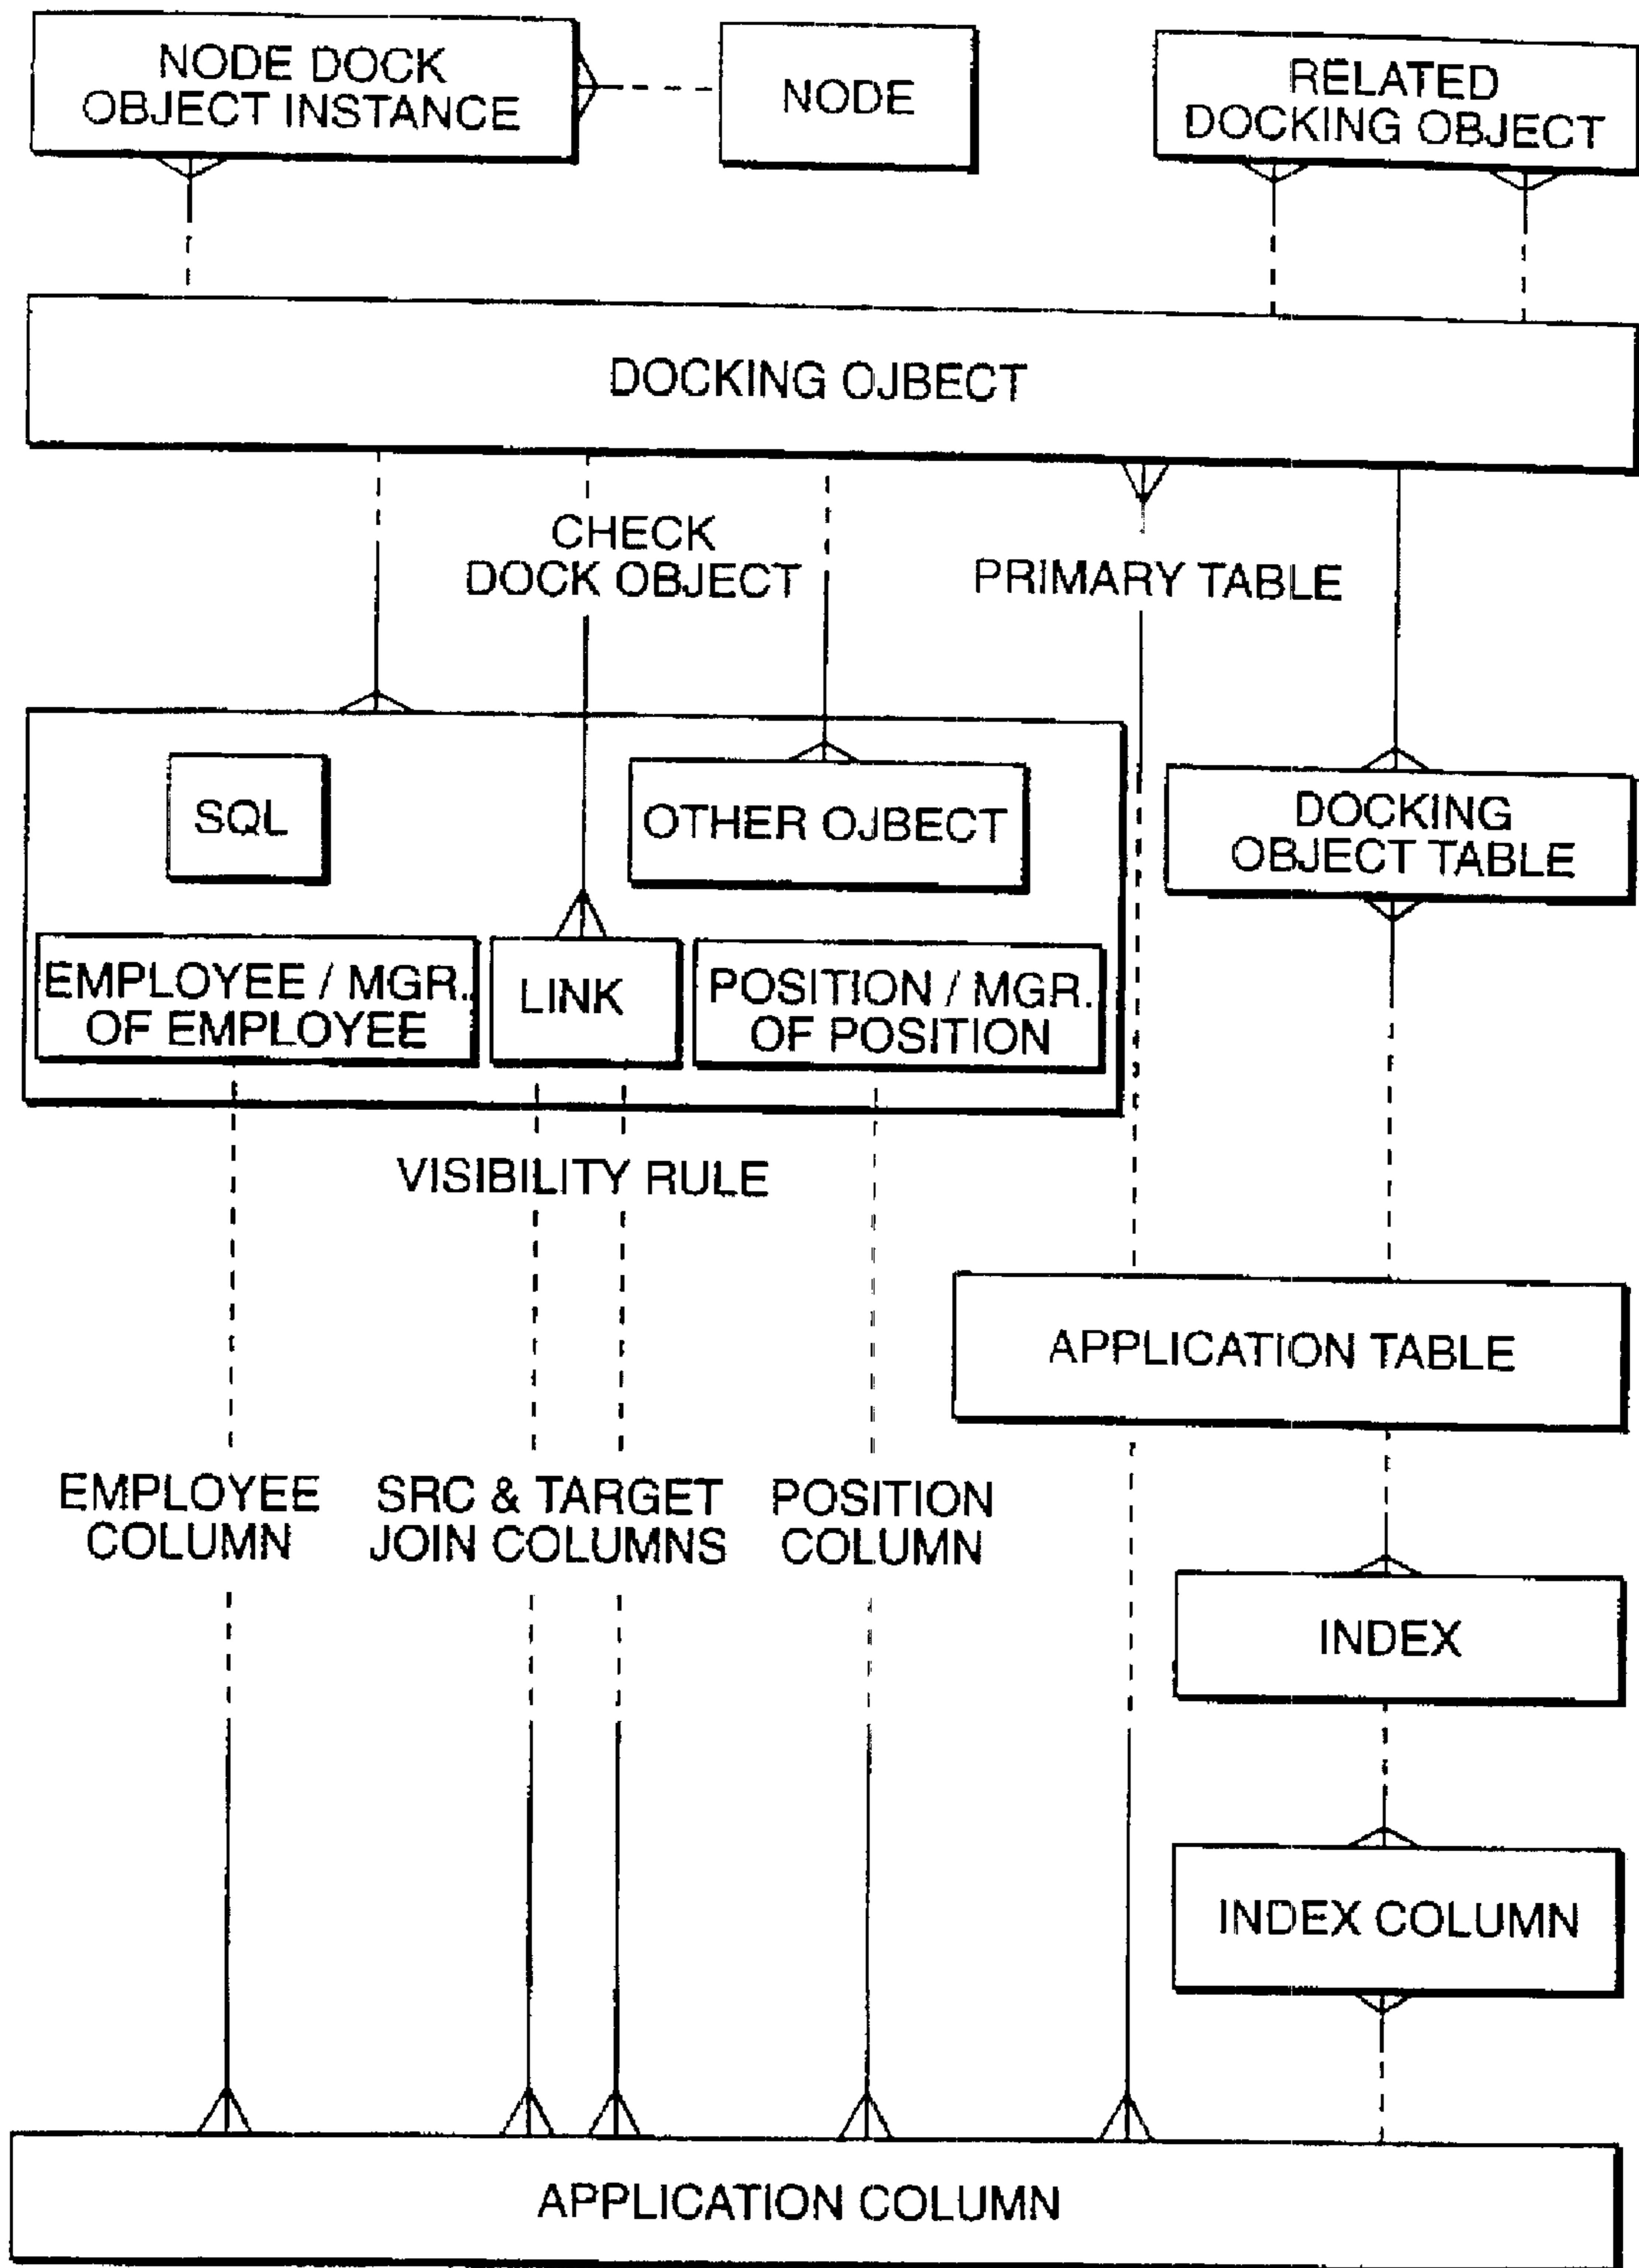 NODE DOCK
OBJECT INSTANCE
NODE
RELATED
DOCKING OBJECT
DOCKING OJBECT
CHECK
DOCK OBJECT
PRIMARY TABLE
SQL
OTHER OJBECT
DOCKING
OBJECT TABLE
EMPLOYEE / MGR.
OF EMPLOYEE
LINK
POSITION / MGR.
OF POSITION
VISIBILITY RULE
APPLICATION TABLE
EMPLOYEE
COLUMN
SRC & TARGET
JOIN COLUMNS
POSITION
COLUMN
INDEX
INDEX COLUMN
APPLICATION COLUMN